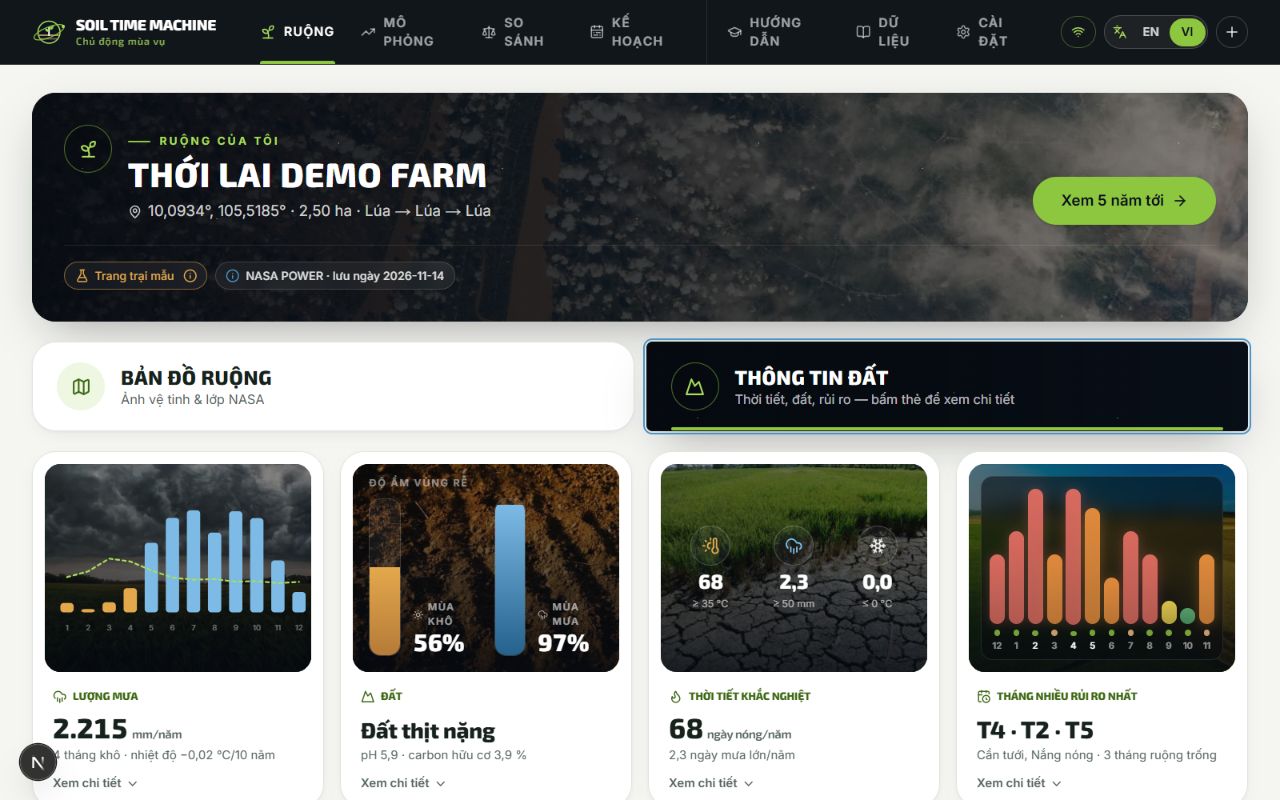 SOIL TIME MACHINE
Chủ động mùa vụ
RUỘNG
MÔ PHỎNG
SO SÁNH
KẾ HOẠCH
HƯỚNG DẪN
DỮ LIỆU
CÀI ĐẶT
EN
VI
RUỘNG CỦA TÔI
THỚI LAI DEMO FARM
10,0934°, 105,5185° · 2,50 ha · Lúa → Lúa → Lúa
Xem 5 năm tới →
Trang trại mẫu
NASA POWER · lưu ngày 2026-11-14
BẢN ĐỒ RUỘNG
Ảnh vệ tinh & lớp NASA
THÔNG TIN ĐẤT
Thời tiết, đất, rủi ro — bấm thẻ để xem chi tiết
1 2 3 4 5 6 7 8 9 10 11 12
LƯỢNG MƯA
2.215 mm/năm
4 tháng khô · nhiệt độ −0,02 °C/10 năm
Xem chi tiết
ĐỘ ẨM VÙNG RỄ
MÙA KHÔ
56%
MÙA MƯA
97%
ĐẤT
Đất thịt nặng
pH 5,9 · carbon hữu cơ 3,9 %
Xem chi tiết
68
≥ 35 °C
2,3
≥ 50 mm
0,0
≤ 0 °C
THỜI TIẾT KHẮC NGHIỆT
68 ngày nóng/năm
2,3 ngày mưa lớn/năm
Xem chi tiết
12 1 2 3 4 5 6 7 8 9 10 11
THÁNG NHIỀU RỦI RO NHẤT
T4 · T2 · T5
Cần tưới, Nắng nóng · 3 tháng ruộng trống
Xem chi tiết
N